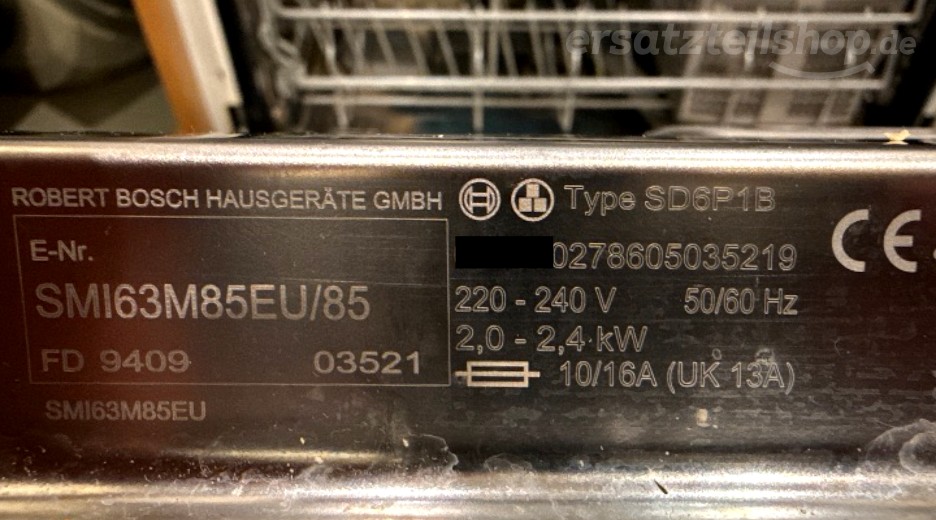 ersatzteilshop.de
ROBERT BOSCH HAUSGERÄTE GMBH
Type SD6P1B
E-Nr.
SMI63M85EU/85
FD 9409 03521
SMI63M85EU
0278605035219
220 - 240 V 50/60 Hz
2,0 - 2,4 kW
10/16A (UK 13A)
CE